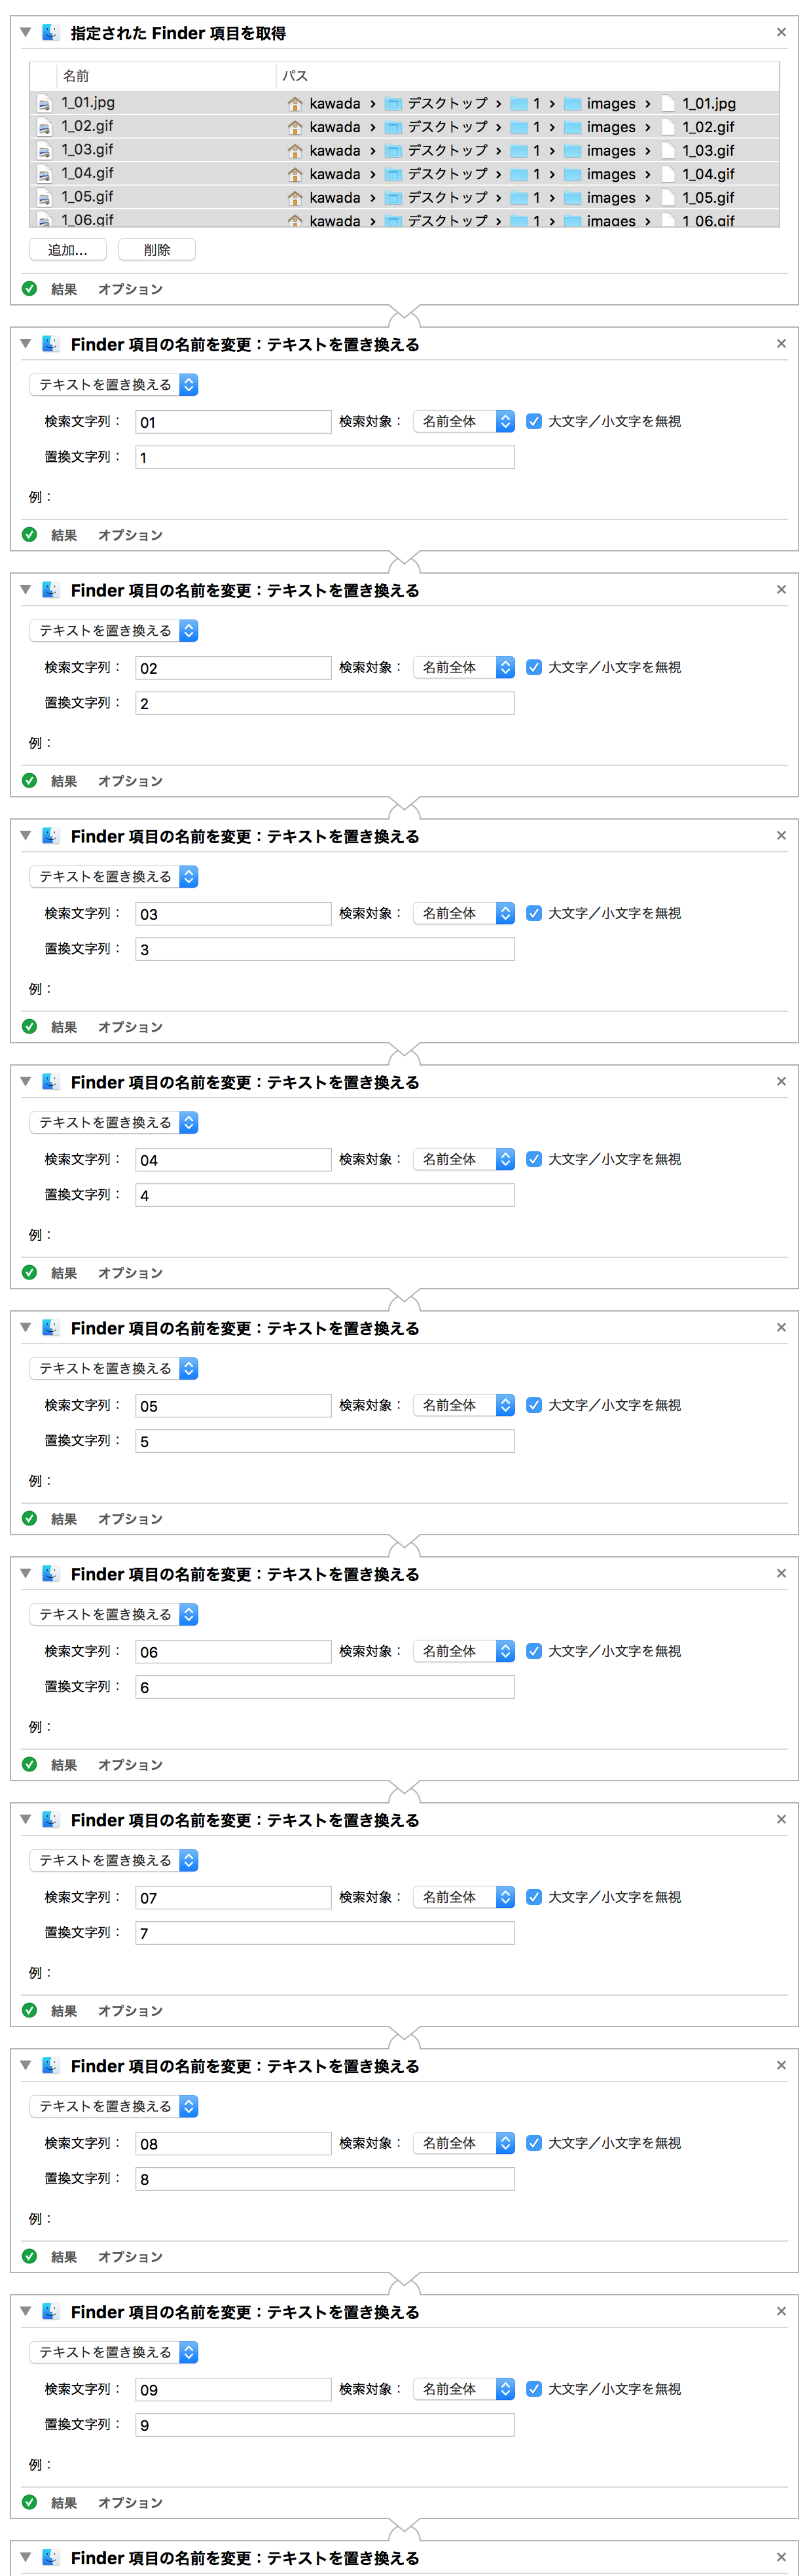 指定された Finder 項目を取得
名前 パス
1_01.jpg kawada › デスクトップ › 1 › images › 1_01.jpg
1_02.gif kawada › デスクトップ › 1 › images › 1_02.gif
1_03.gif kawada › デスクトップ › 1 › images › 1_03.gif
1_04.gif kawada › デスクトップ › 1 › images › 1_04.gif
1_05.gif kawada › デスクトップ › 1 › images › 1_05.gif
1_06.gif kawada › デスクトップ › 1 › images › 1_06.gif
追加... 削除
結果 オプション
Finder 項目の名前を変更：テキストを置き換える
テキストを置き換える
検索文字列： 01 検索対象： 名前全体 大文字／小文字を無視
置換文字列： 1
例：
結果 オプション
Finder 項目の名前を変更：テキストを置き換える
テキストを置き換える
検索文字列： 02 検索対象： 名前全体 大文字／小文字を無視
置換文字列： 2
例：
結果 オプション
Finder 項目の名前を変更：テキストを置き換える
テキストを置き換える
検索文字列： 03 検索対象： 名前全体 大文字／小文字を無視
置換文字列： 3
例：
結果 オプション
Finder 項目の名前を変更：テキストを置き換える
テキストを置き換える
検索文字列： 04 検索対象： 名前全体 大文字／小文字を無視
置換文字列： 4
例：
結果 オプション
Finder 項目の名前を変更：テキストを置き換える
テキストを置き換える
検索文字列： 05 検索対象： 名前全体 大文字／小文字を無視
置換文字列： 5
例：
結果 オプション
Finder 項目の名前を変更：テキストを置き換える
テキストを置き換える
検索文字列： 06 検索対象： 名前全体 大文字／小文字を無視
置換文字列： 6
例：
結果 オプション
Finder 項目の名前を変更：テキストを置き換える
テキストを置き換える
検索文字列： 07 検索対象： 名前全体 大文字／小文字を無視
置換文字列： 7
例：
結果 オプション
Finder 項目の名前を変更：テキストを置き換える
テキストを置き換える
検索文字列： 08 検索対象： 名前全体 大文字／小文字を無視
置換文字列： 8
例：
結果 オプション
Finder 項目の名前を変更：テキストを置き換える
テキストを置き換える
検索文字列： 09 検索対象： 名前全体 大文字／小文字を無視
置換文字列： 9
例：
結果 オプション
Finder 項目の名前を変更：テキストを置き換える